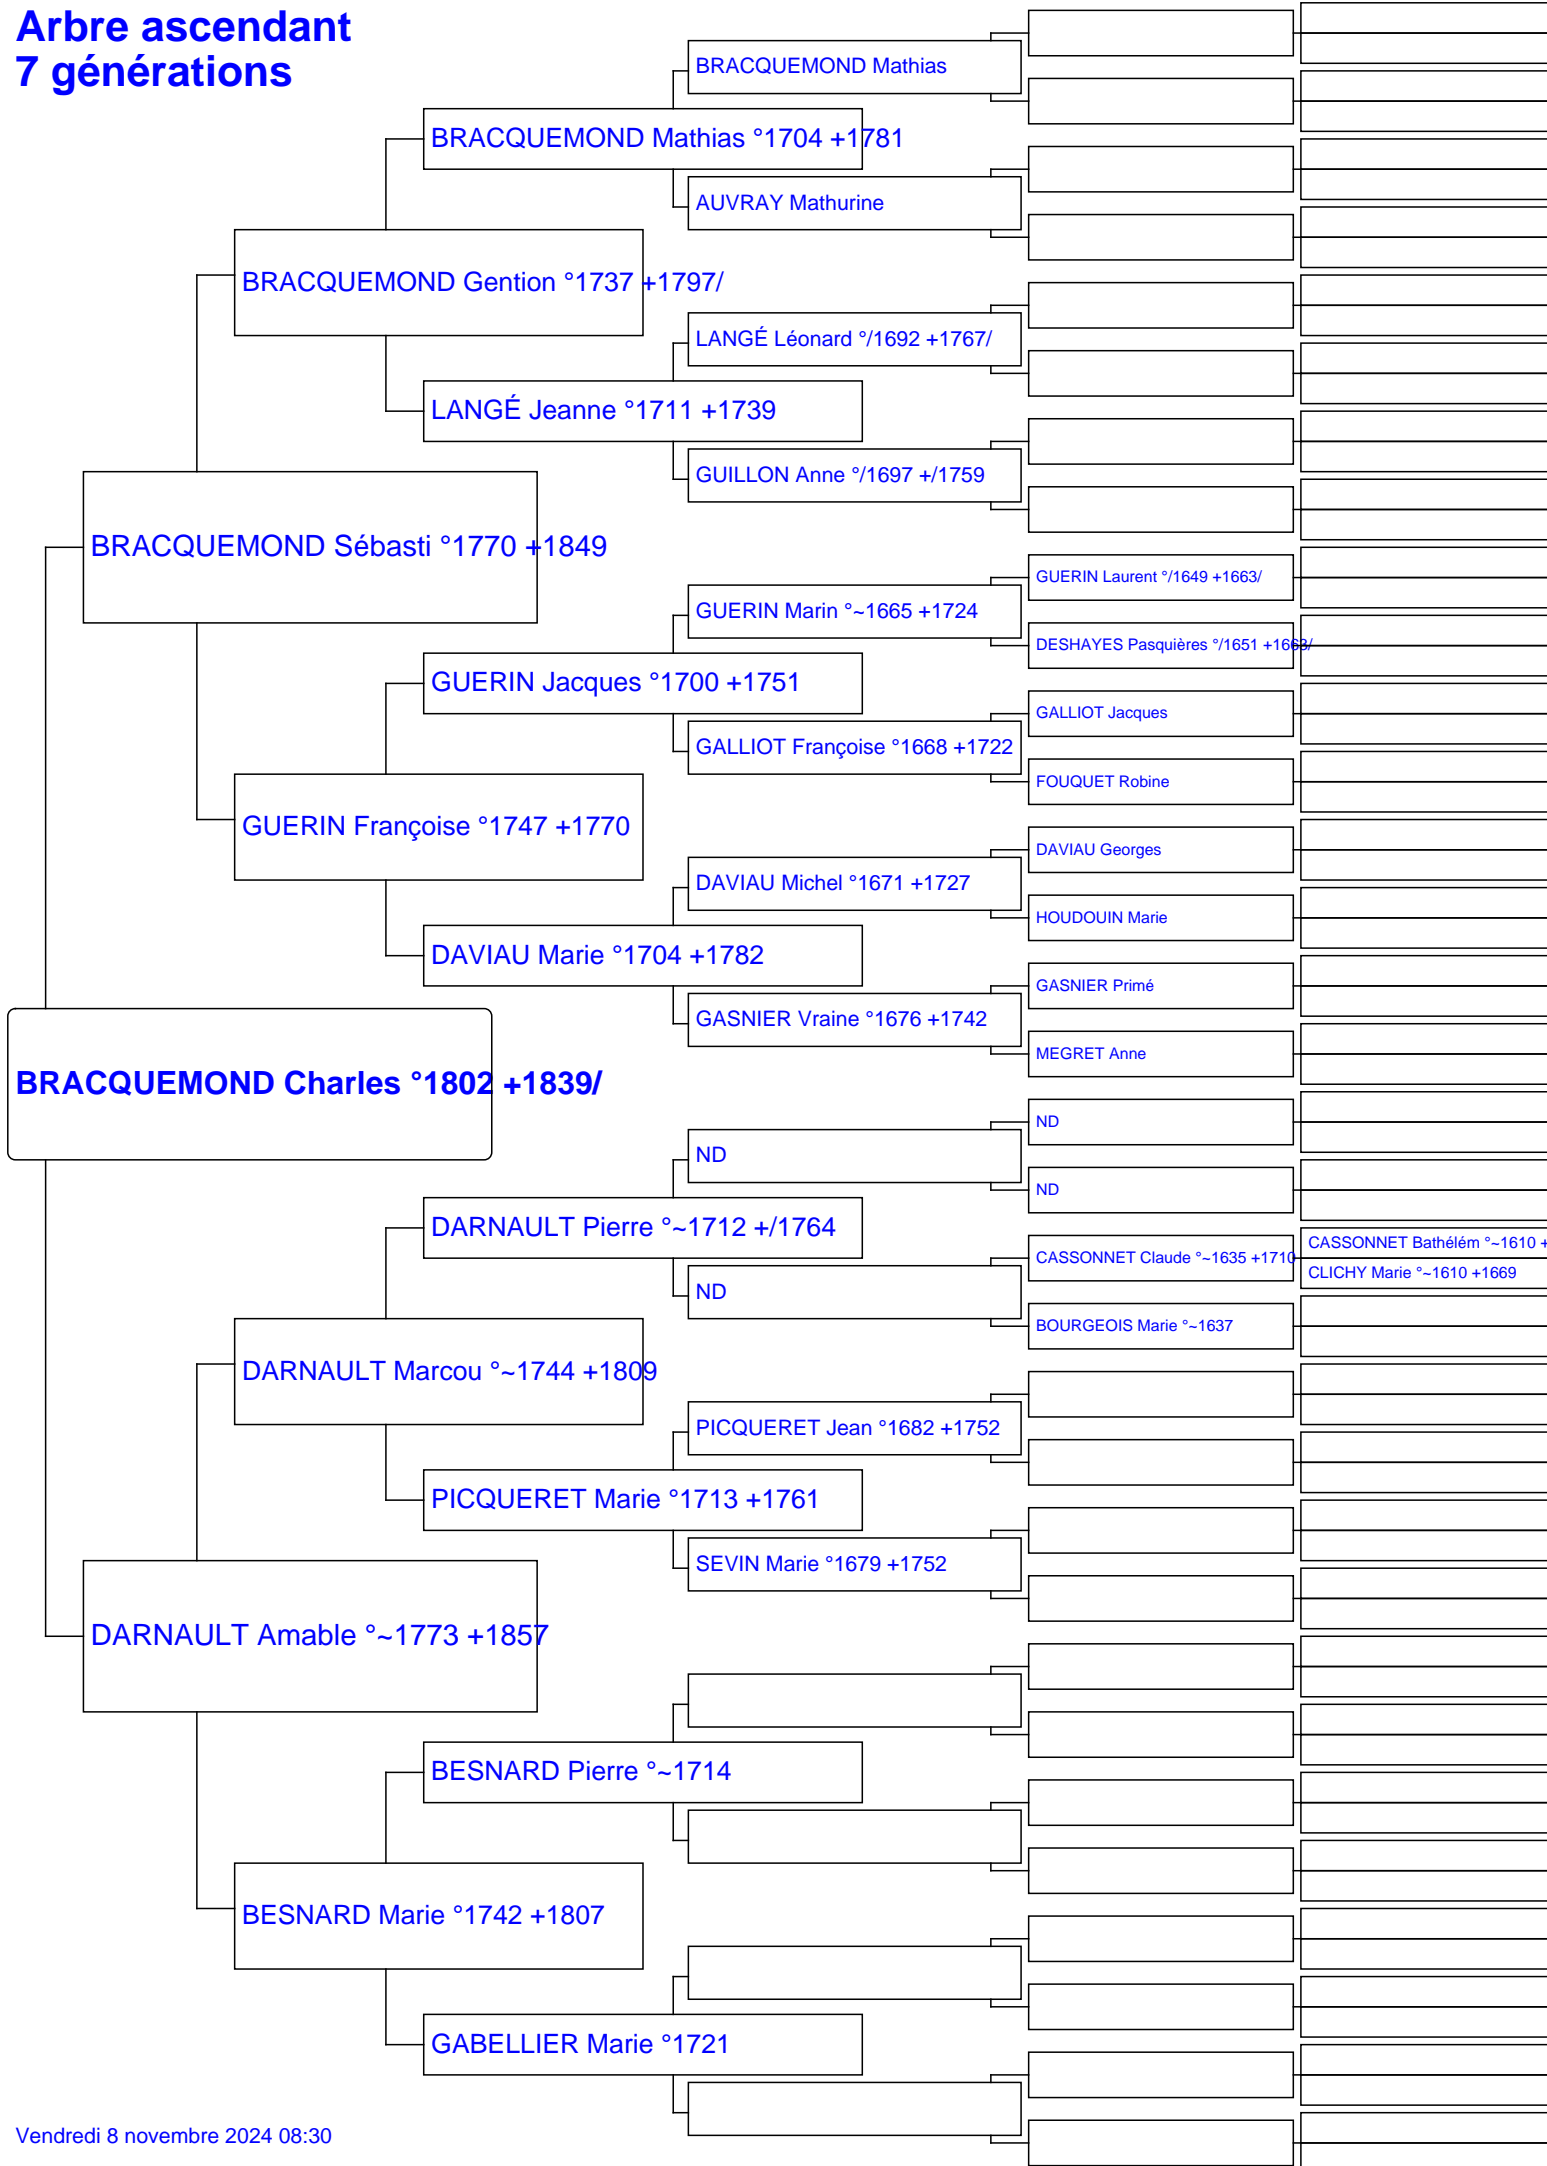 Arbre ascendant
7 générations
BRACQUEMOND Mathias
BRACQUEMOND Mathias °1704 +1781
AUVRAY Mathurine
BRACQUEMOND Gention °1737 +1797/
LANGÉ Léonard °/1692 +1767/
LANGÉ Jeanne °1711 +1739
GUILLON Anne °/1697 +/1759
BRACQUEMOND Sébasti °1770 +1849
GUERIN Laurent °/1649 +1663/
GUERIN Marin °~1665 +1724
DESHAYES Pasquières °/1651 +1663/
GUERIN Jacques °1700 +1751
GALLIOT Jacques
GALLIOT Françoise °1668 +1722
FOUQUET Robine
GUERIN Françoise °1747 +1770
DAVIAU Georges
DAVIAU Michel °1671 +1727
HOUDOUIN Marie
DAVIAU Marie °1704 +1782
GASNIER Primé
GASNIER Vraine °1676 +1742
MEGRET Anne
BRACQUEMOND Charles °1802 +1839/
ND
ND
ND
DARNAULT Pierre °~1712 +/1764
CASSONNET Bathélém °~1610 +
CASSONNET Claude °~1635 +1710
CLICHY Marie °~1610 +1669
ND
BOURGEOIS Marie °~1637
DARNAULT Marcou °~1744 +1809
PICQUERET Jean °1682 +1752
PICQUERET Marie °1713 +1761
SEVIN Marie °1679 +1752
DARNAULT Amable °~1773 +1857
BESNARD Pierre °~1714
BESNARD Marie °1742 +1807
GABELLIER Marie °1721
Vendredi 8 novembre 2024 08:30